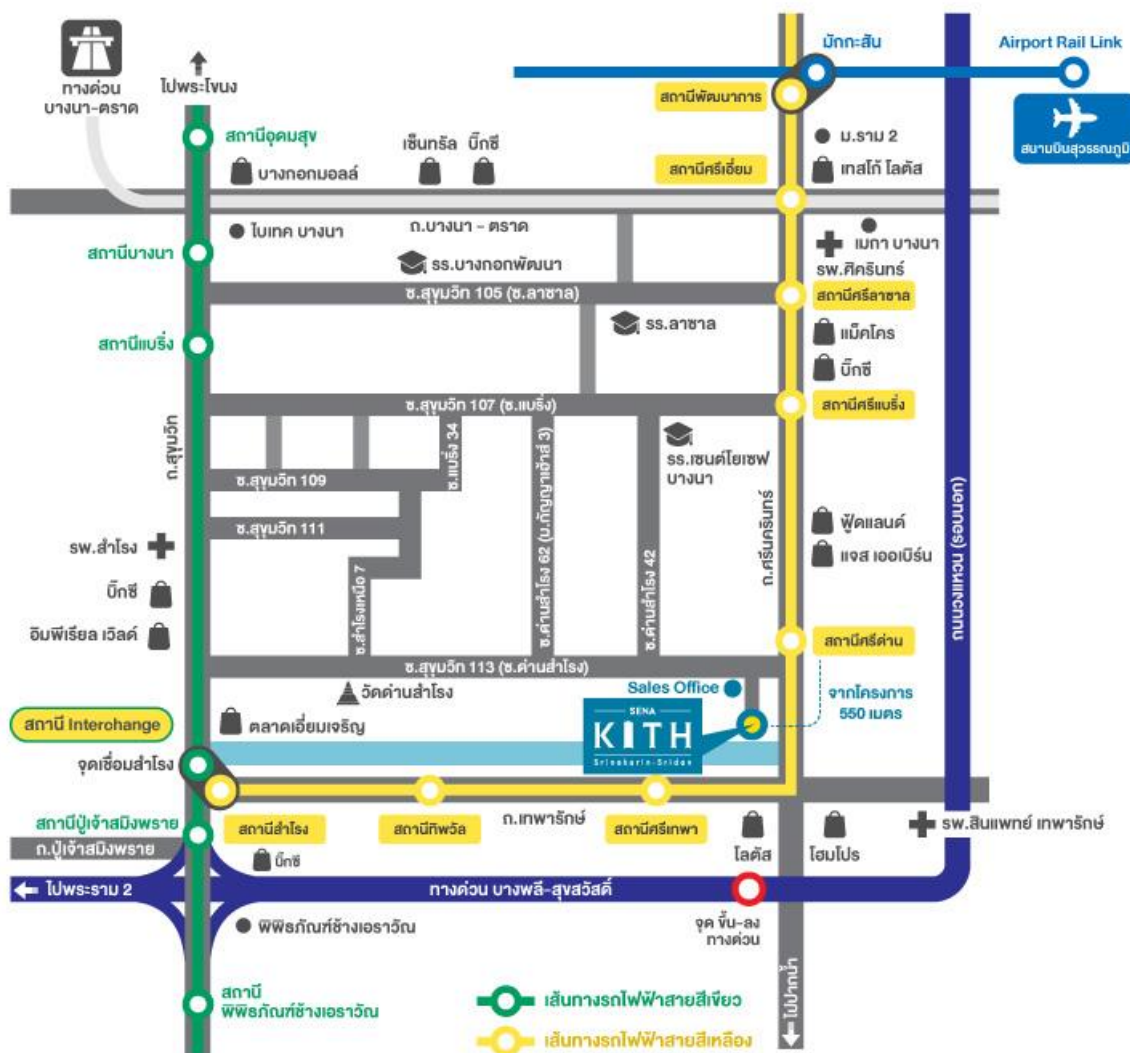 ทางด่วน
บางนา-ตราด
ไปพระโขนง
สถานีอุดมสุข
บางกอกมอลล์
เซ็นทรัล
บิ๊กซี
มักกะสัน
Airport Rail Link
สถานีพัฒนาการ
สนามบินสุวรรณภูมิ
ม.ราม 2
สถานีศรีเอี่ยม
เทสโก้ โลตัส
ไบเทค บางนา
ถ.บางนา - ตราด
เมกา บางนา
สถานีบางนา
รร.บางกอกพัฒนา
รพ.ศิครินทร์
ซ.สุขุมวิท 105 (ซ.ลาซาล)
สถานีศรีลาซาล
รร.ลาซาล
แม็คโคร
สถานีแบริ่ง
บิ๊กซี
ซ.สุขุมวิท 107 (ซ.แบริ่ง)
สถานีศรีแบริ่ง
ถ.สุขุมวิท
ซ.แบริ่ง 34
รร.เซนต์โยเซฟ
บางนา
ซ.สุขุมวิท 109
ซ.สุขุมวิท 111
ซ.สำโรงเหนือ 7
ซ.ด่านสำโรง 62 (ม.กัญญาเฮ้าส์ 3)
ซ.ด่านสำโรง 42
ถ.ศรีนครินทร์
ฟู้ดแลนด์
แจส เออเบิร์น
ถนนวงแหวน (รอบนอก)
รพ.สำโรง
บิ๊กซี
อิมพีเรียล เวิลด์
สถานีศรีด่าน
ซ.สุขุมวิท 113 (ซ.ด่านสำโรง)
วัดด่านสำโรง
Sales Office
จากโครงการ
550 เมตร
SENA
KITH
Srinakarin-Sridan
สถานี Interchange
ตลาดเอี่ยมเจริญ
จุดเชื่อมสำโรง
สถานีปู่เจ้าสมิงพราย
สถานีสำโรง
สถานีทิพวัล
ถ.เทพารักษ์
สถานีศรีเทพา
รพ.สินแพทย์ เทพารักษ์
ถ.ปู่เจ้าสมิงพราย
บิ๊กซี
โลตัส
โฮมโปร
ไปพระราม 2
ทางด่วน บางพลี-สุขสวัสดิ์
พิพิธภัณฑ์ช้างเอราวัณ
จุด ขึ้น-ลง
ทางด่วน
ไปปากน้ำ
สถานี
พิพิธภัณฑ์ช้างเอราวัณ
เส้นทางรถไฟฟ้าสายสีเขียว
เส้นทางรถไฟฟ้าสายสีเหลือง